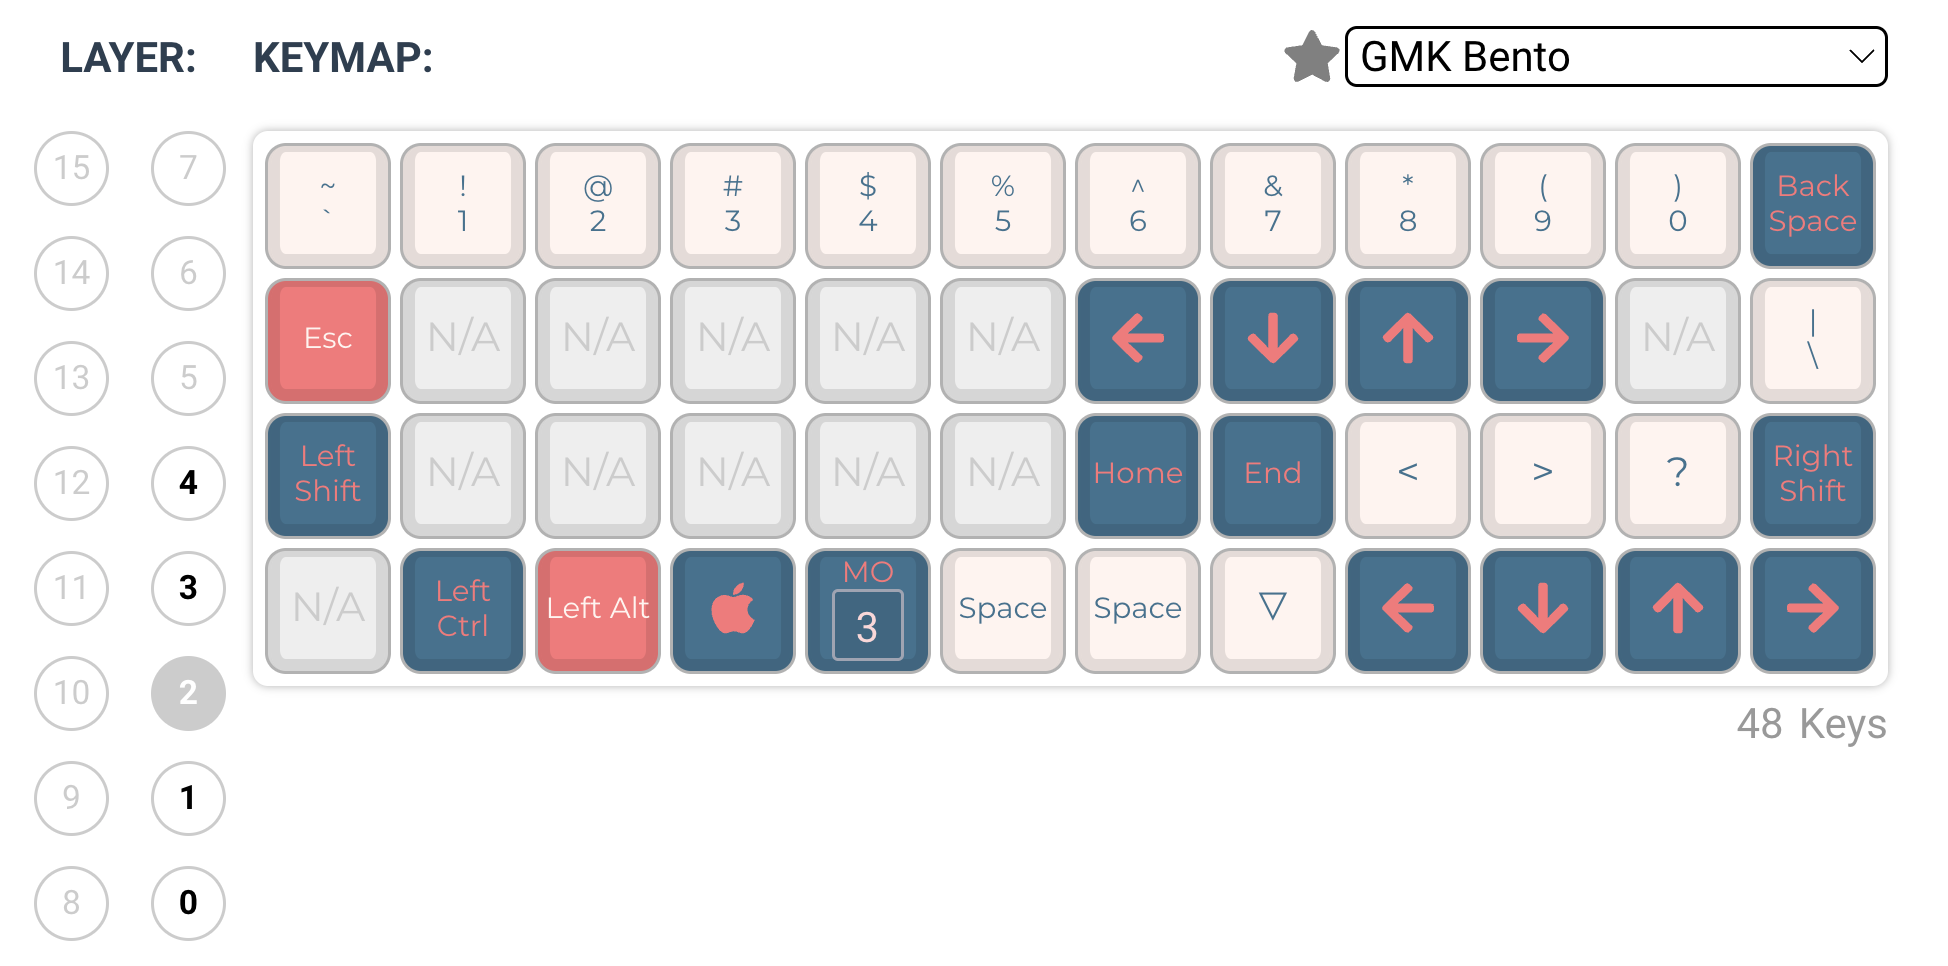 LAYER: KEYMAP: GMK Bento
15 7
~ ! @ # $ % ^ & * ( ) Back
` 1 2 3 4 5 6 7 8 9 0 Space
14 6
Esc N/A N/A N/A N/A N/A ← ↓ ↑ → N/A |
\
13 5
12 4
Left Shift N/A N/A N/A N/A N/A Home End < > ? Right Shift
11 3
N/A Left Ctrl Left Alt MO 3 Space Space ▽ ← ↓ ↑ →
10 2
48 Keys
9 1
8 0